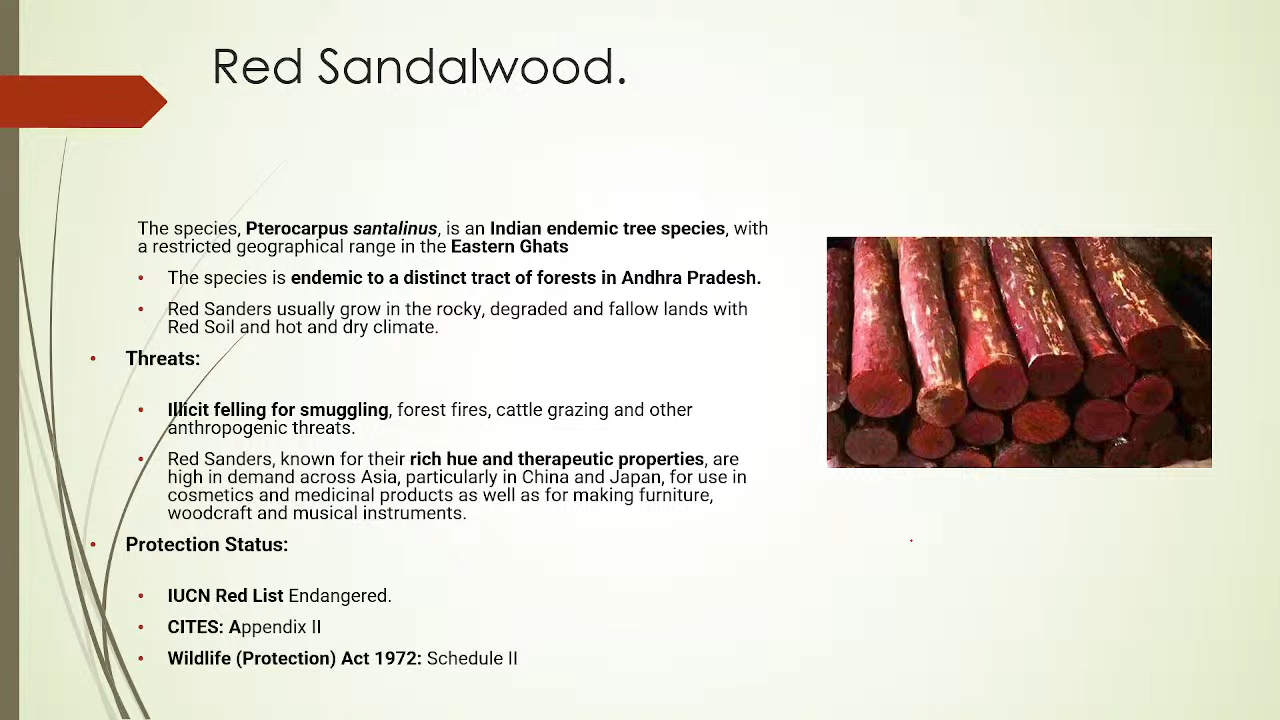 Red Sandalwood.
The species, Pterocarpus santalinus, is an Indian endemic tree species, with
a restricted geographical range in the Eastern Ghats
• The species is endemic to a distinct tract of forests in Andhra Pradesh.
• Red Sanders usually grow in the rocky, degraded and fallow lands with
Red Soil and hot and dry climate.
• Threats:
• Illicit felling for smuggling, forest fires, cattle grazing and other
anthropogenic threats.
• Red Sanders, known for their rich hue and therapeutic properties, are
high in demand across Asia, particularly in China and Japan, for use in
cosmetics and medicinal products as well as for making furniture,
woodcraft and musical instruments.
• Protection Status:
• IUCN Red List Endangered.
• CITES: Appendix II
• Wildlife (Protection) Act 1972: Schedule II